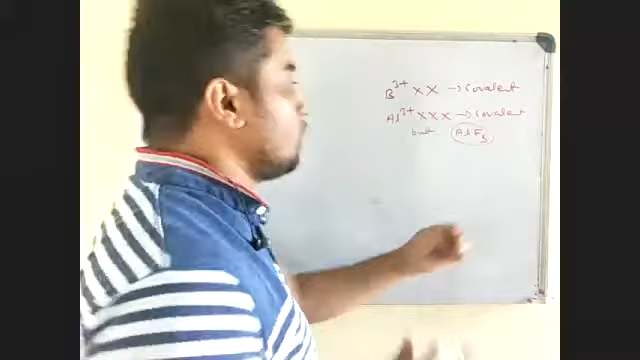 B³⁺ x x → Covalent
Al³⁺ x x x → Covalent
but AlF₃